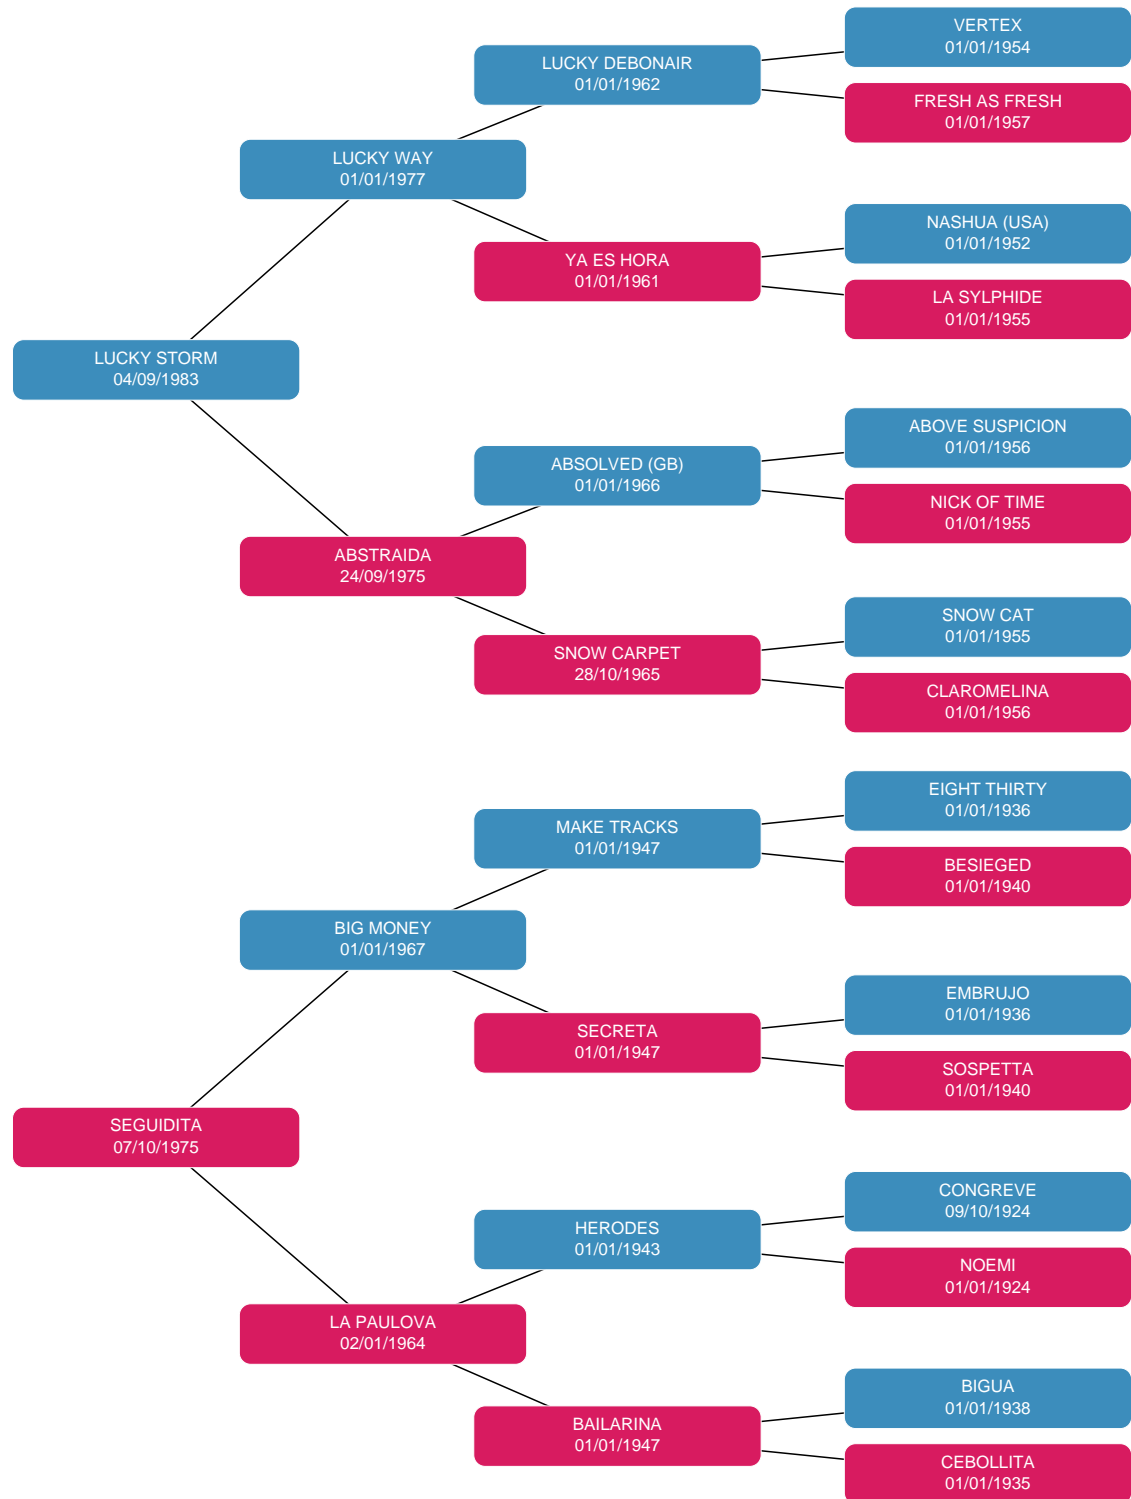 VERTEX
01/01/1954
LUCKY DEBONAIR
01/01/1962
FRESH AS FRESH
01/01/1957
LUCKY WAY
01/01/1977
NASHUA (USA)
01/01/1952
YA ES HORA
01/01/1961
LA SYLPHIDE
01/01/1955
LUCKY STORM
04/09/1983
ABOVE SUSPICION
01/01/1956
ABSOLVED (GB)
01/01/1966
NICK OF TIME
01/01/1955
ABSTRAIDA
24/09/1975
SNOW CAT
01/01/1955
SNOW CARPET
28/10/1965
CLAROMELINA
01/01/1956
EIGHT THIRTY
01/01/1936
MAKE TRACKS
01/01/1947
BESIEGED
01/01/1940
BIG MONEY
01/01/1967
EMBRUJO
01/01/1936
SECRETA
01/01/1947
SOSPETTA
01/01/1940
SEGUIDITA
07/10/1975
CONGREVE
09/10/1924
HERODES
01/01/1943
NOEMI
01/01/1924
LA PAULOVA
02/01/1964
BIGUA
01/01/1938
BAILARINA
01/01/1947
CEBOLLITA
01/01/1935